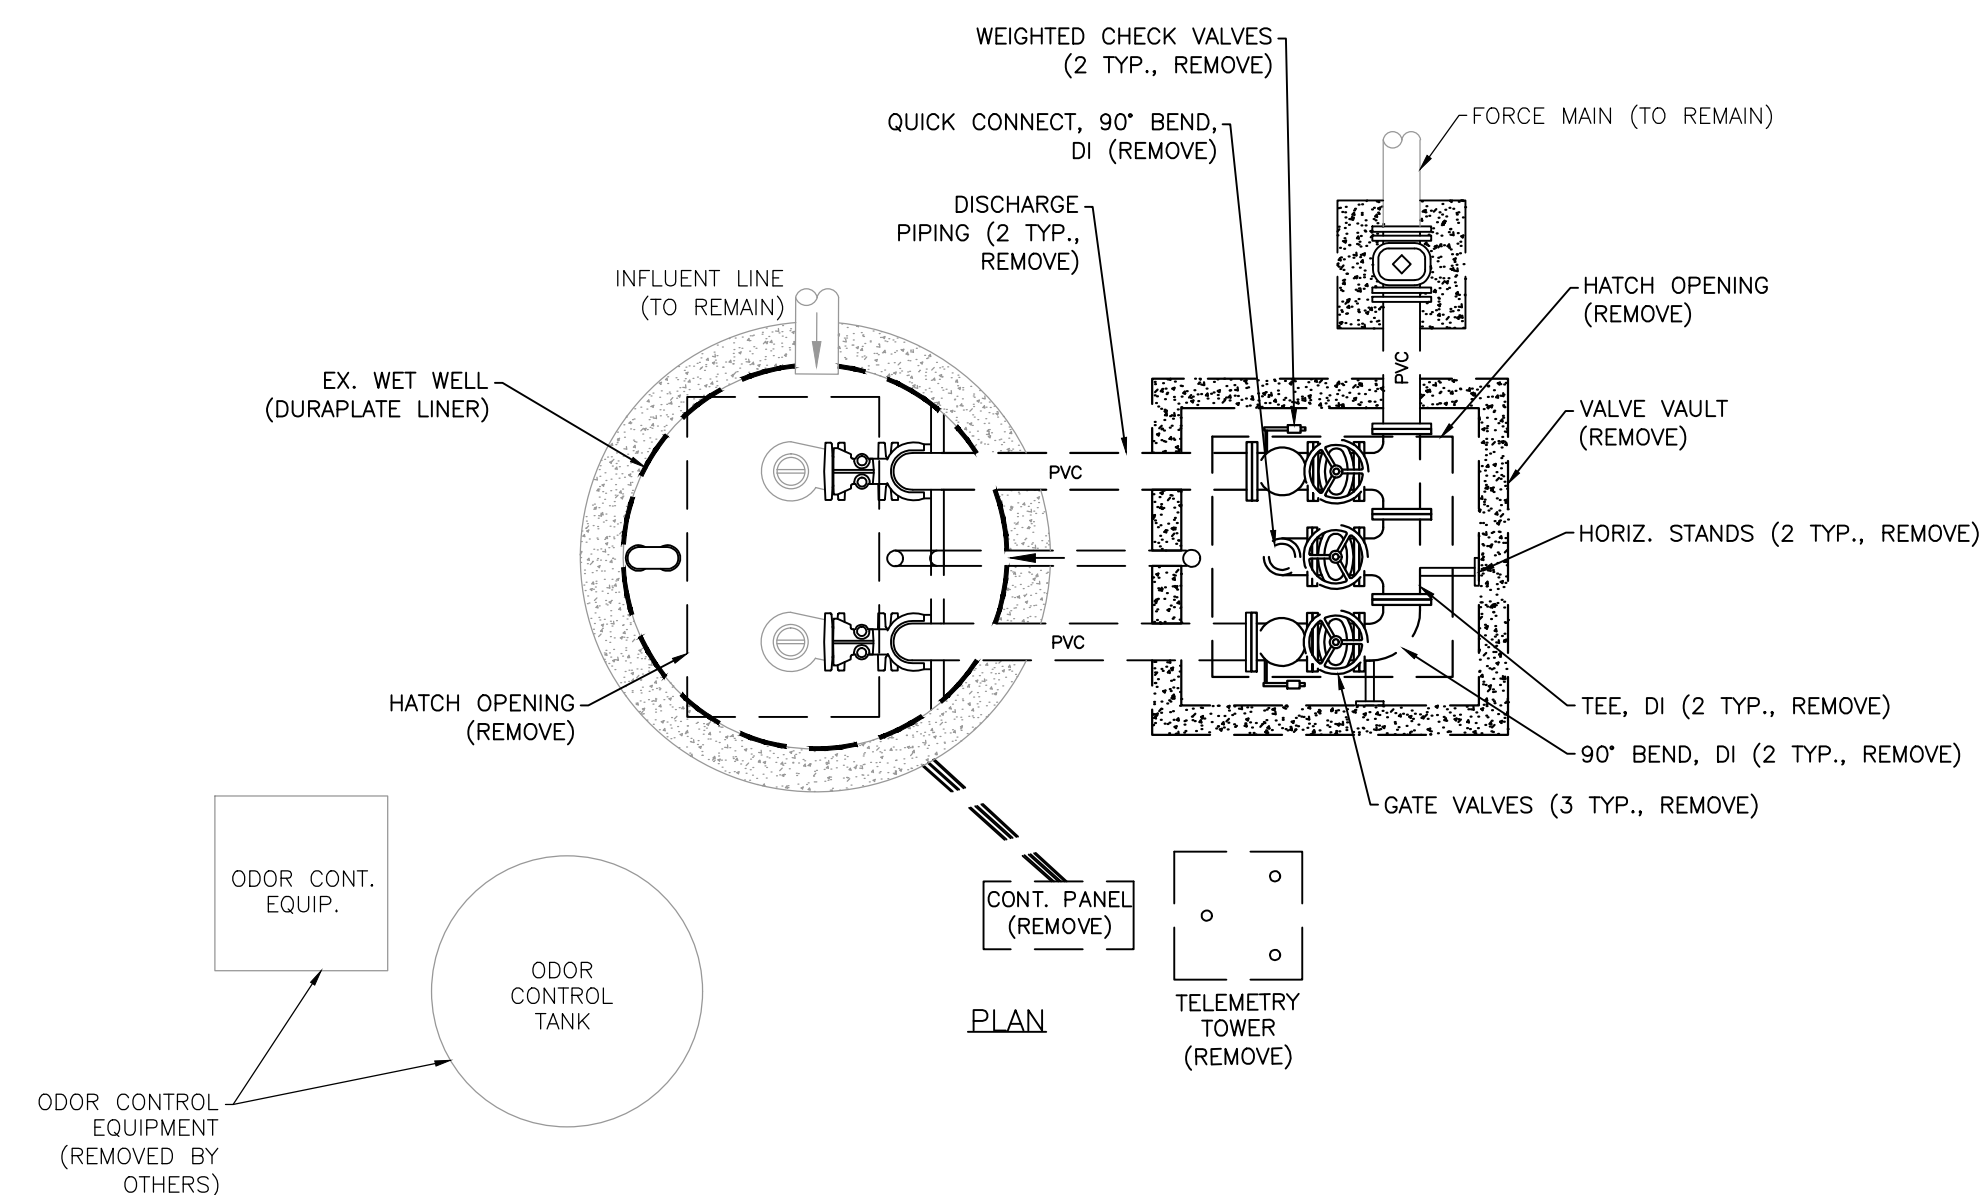 WEIGHTED CHECK VALVES
(2 TYP., REMOVE)
QUICK CONNECT, 90° BEND,
DI (REMOVE)
FORCE MAIN (TO REMAIN)
DISCHARGE
PIPING (2 TYP.,
REMOVE)
INFLUENT LINE
(TO REMAIN)
HATCH OPENING
(REMOVE)
EX. WET WELL
(DURAPLATE LINER)
PVC
VALVE VAULT
(REMOVE)
PVC
HORIZ. STANDS (2 TYP., REMOVE)
PVC
HATCH OPENING
(REMOVE)
TEE, DI (2 TYP., REMOVE)
90° BEND, DI (2 TYP., REMOVE)
GATE VALVES (3 TYP., REMOVE)
ODOR CONT.
EQUIP.
CONT. PANEL
(REMOVE)
ODOR
CONTROL
TANK
TELEMETRY
TOWER
(REMOVE)
PLAN
ODOR CONTROL
EQUIPMENT
(REMOVED BY
OTHERS)